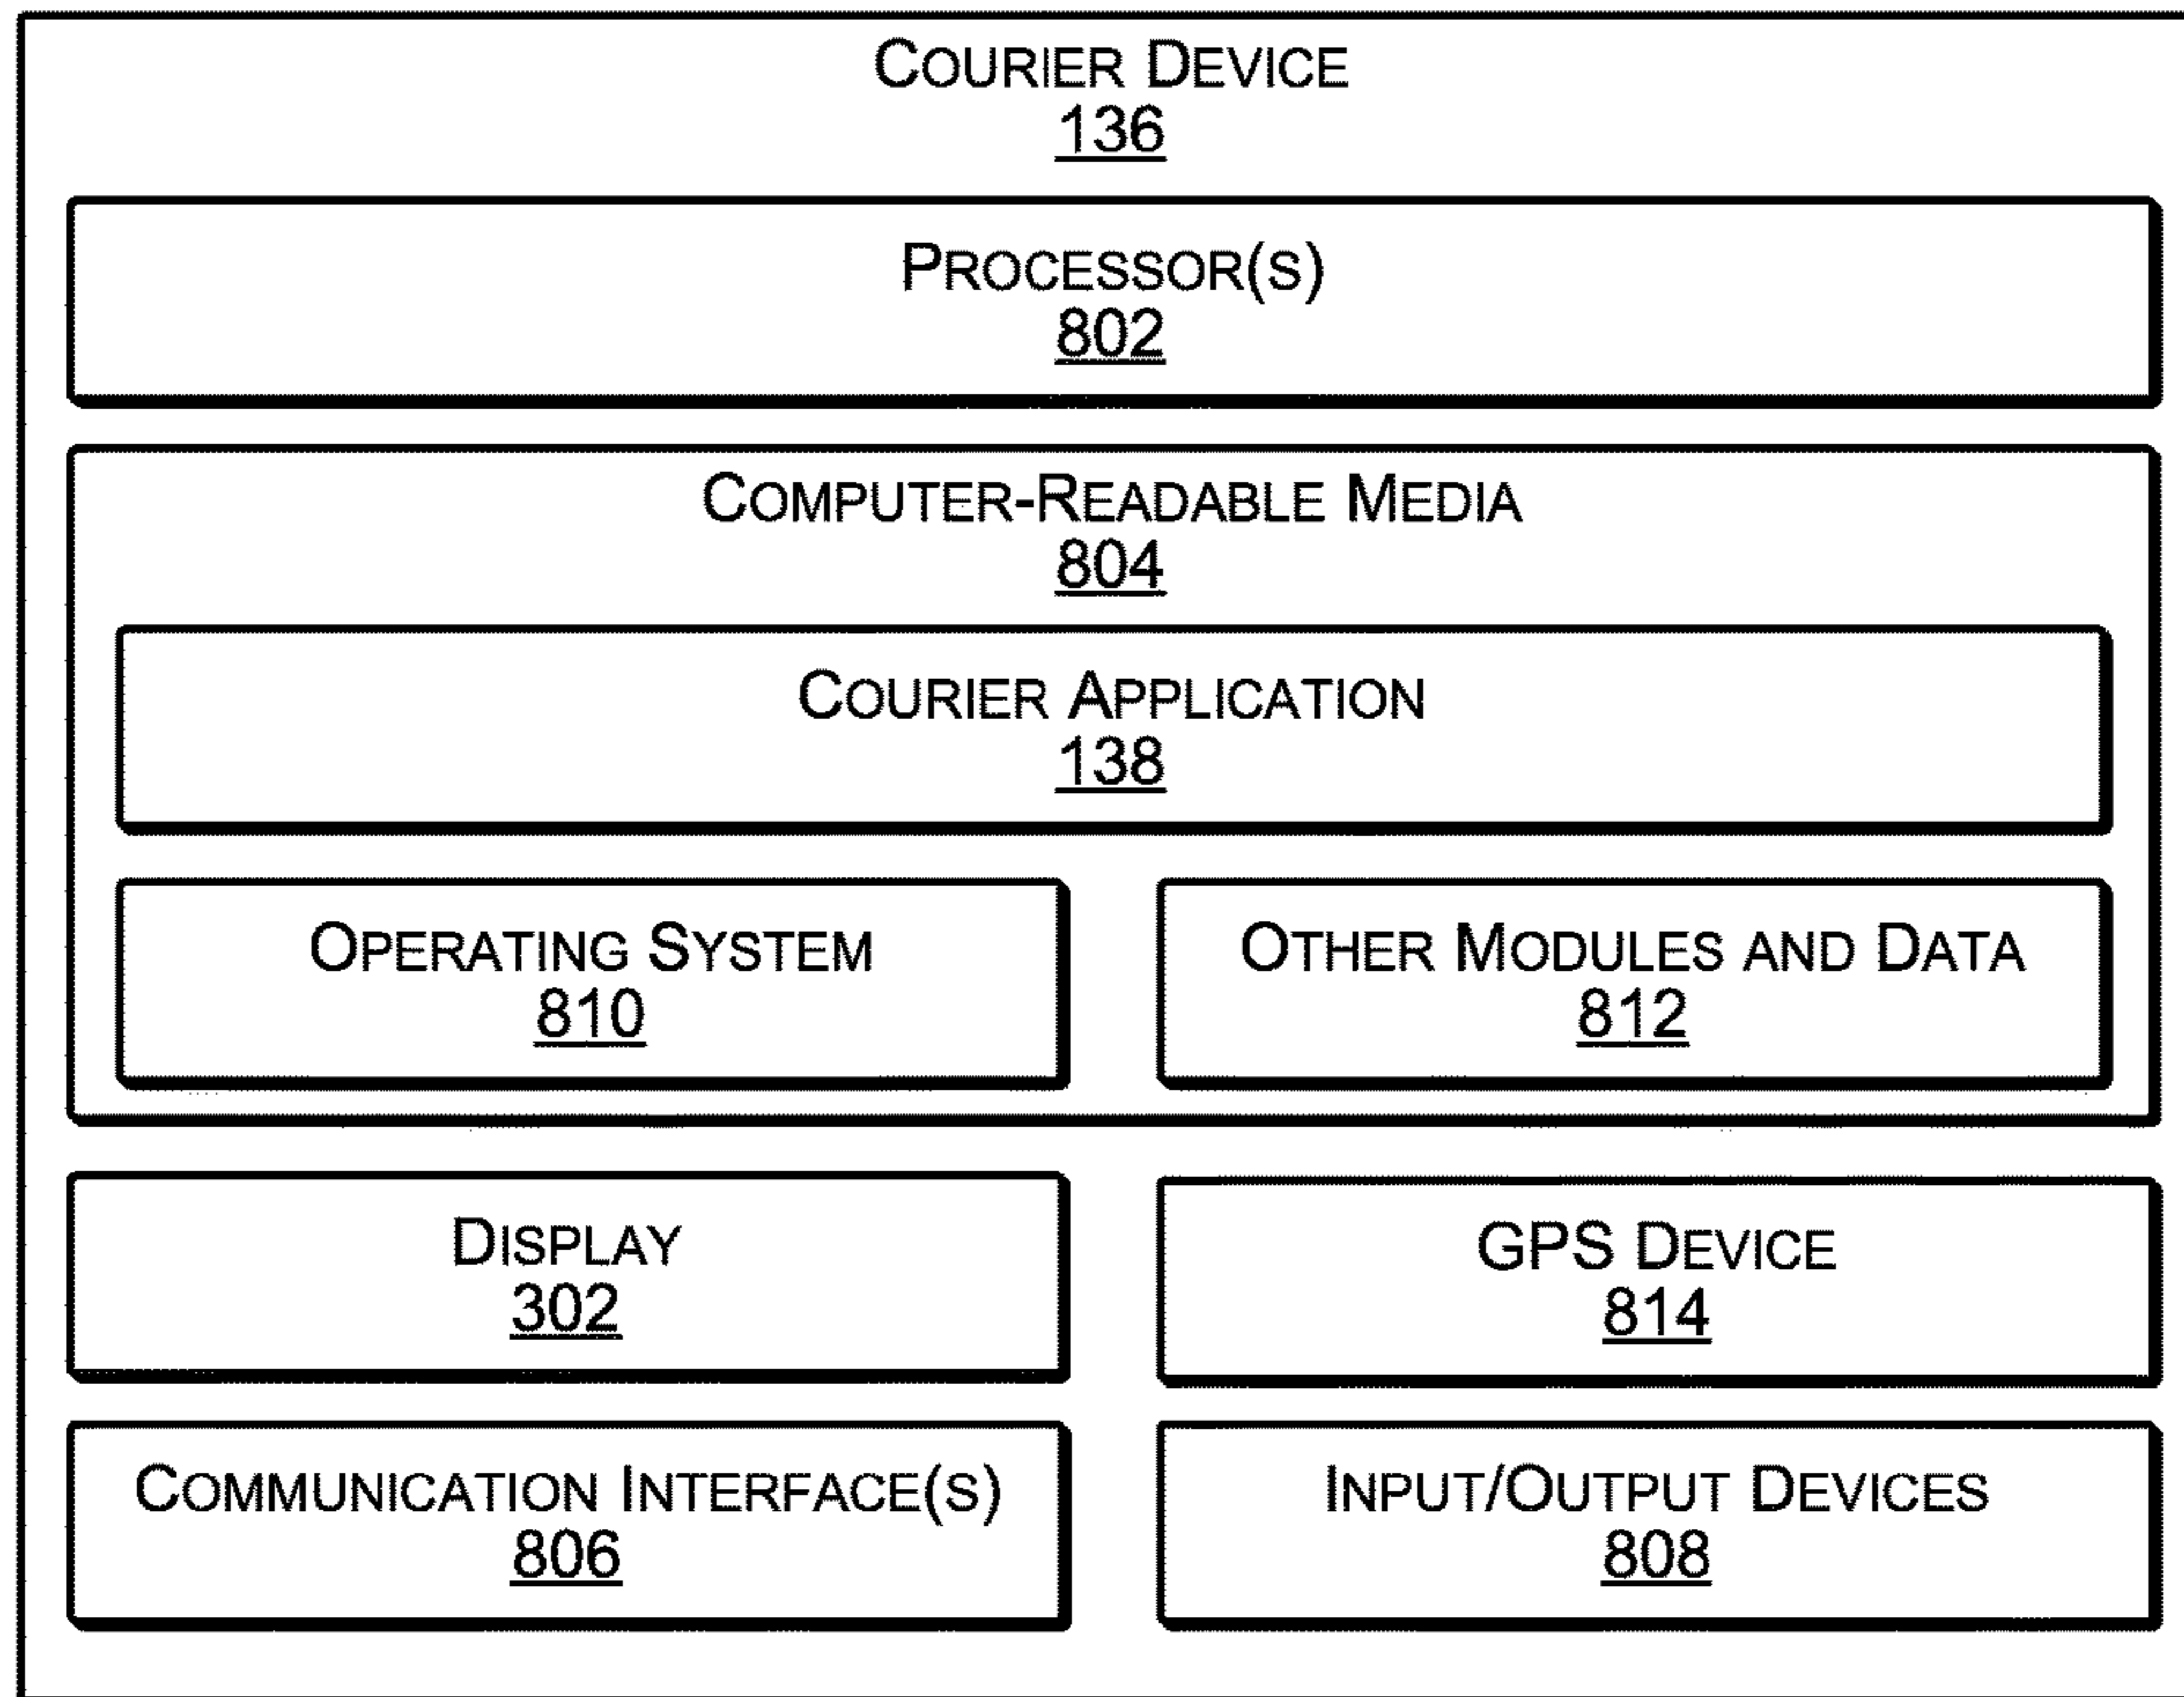 COURIER DEVICE
136
PROCESSOR(S)
802
COMPUTER-READABLE MEDIA
804
COURIER APPLICATION
138
OPERATING SYSTEM
810
OTHER MODULES AND DATA
812
DISPLAY
302
GPS DEVICE
814
COMMUNICATION INTERFACE(S)
806
INPUT/OUTPUT DEVICES
808